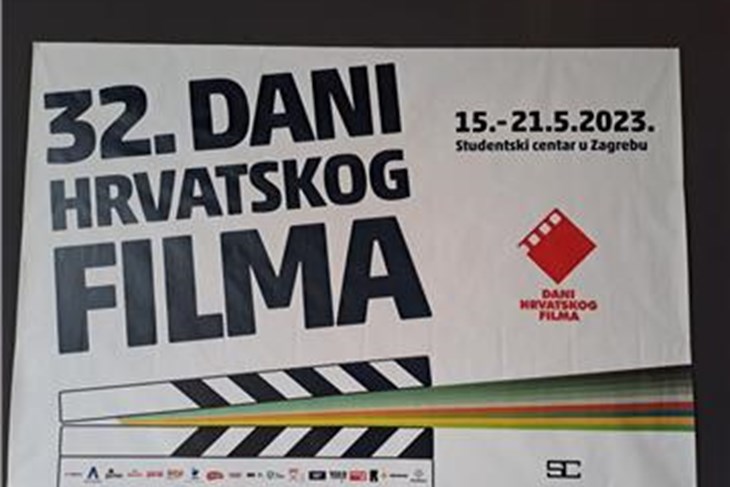 32. DANI
HRVATSKOG
FILMA
15.-21.5.2023.
Studentski centar u Zagrebu
DANI
HRVATSKOG
FILMA
SC